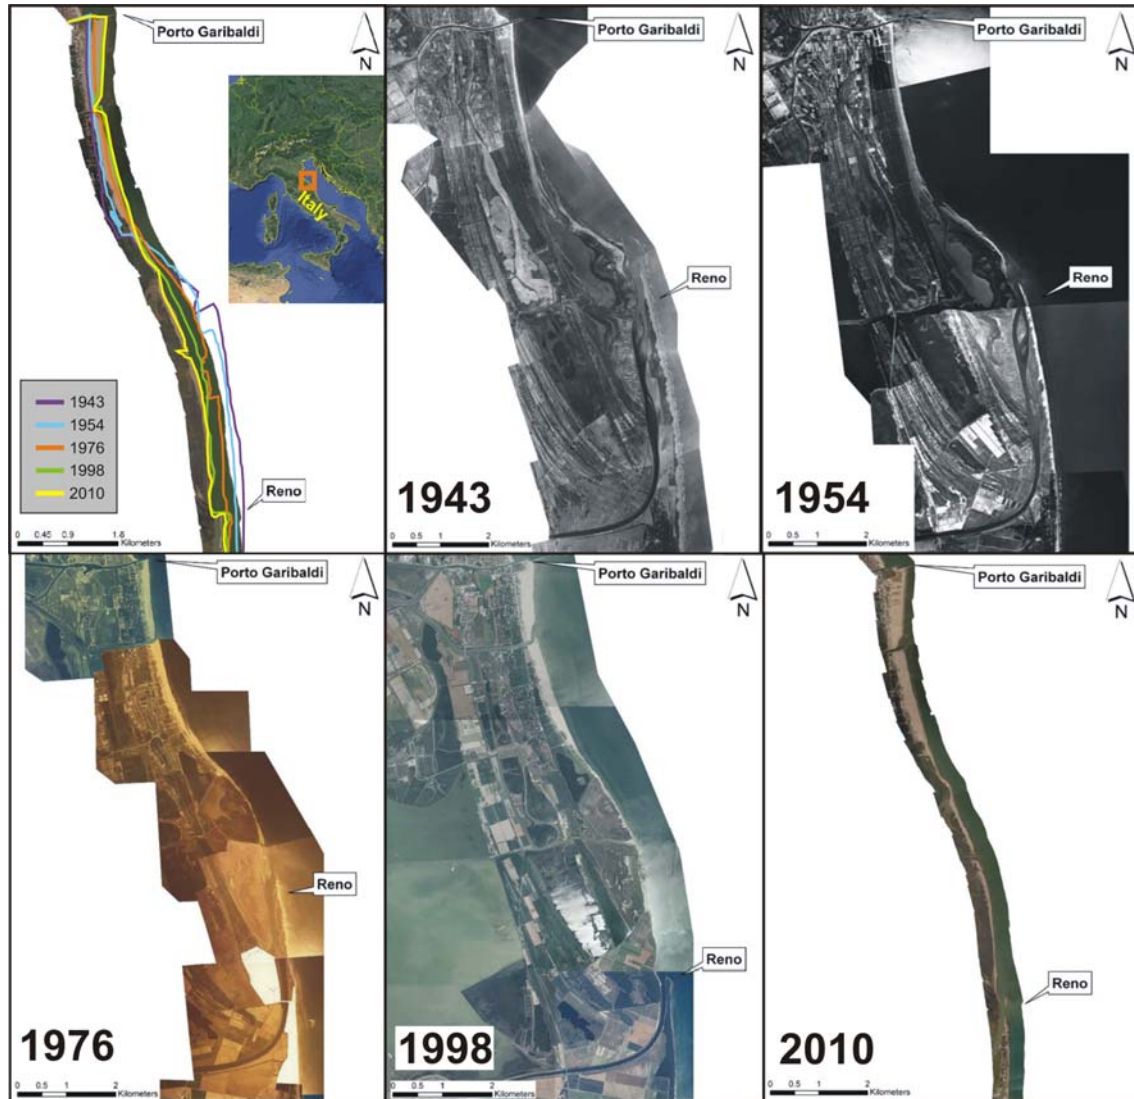 Porto Garibaldi
N
Italy
1943
1954
1976
1998
2010
Reno
0 0.45 0.9 1.8
Kilometers
Porto Garibaldi
N
Reno
1943
0 0.5 1 2
Kilometers
Porto Garibaldi
N
Reno
1954
0 0.5 1 2
Kilometers
Porto Garibaldi
N
Reno
1976
0 0.5 1 2
Kilometers
Porto Garibaldi
N
Reno
1998
0 0.5 1 2
Kilometers
Porto Garibaldi
N
Reno
2010
0 0.5 1 2
Kilometers